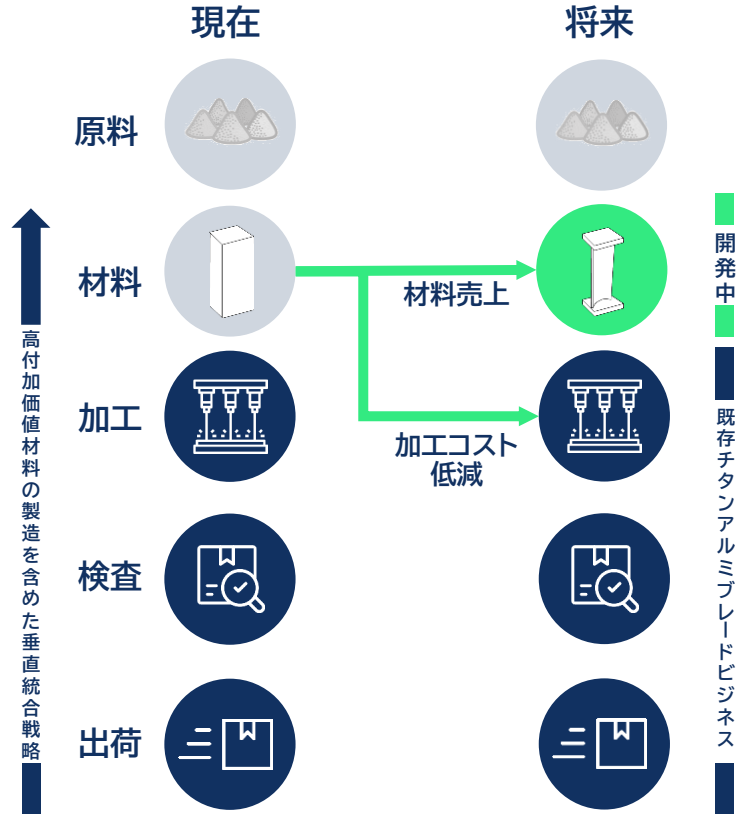 現在
将来
原料
材料
材料売上
加工
加工コスト
低減
検査
出荷
高付加価値材料の製造を含めた垂直統合戦略
開発中
既存チタンアルミブレードビジネス